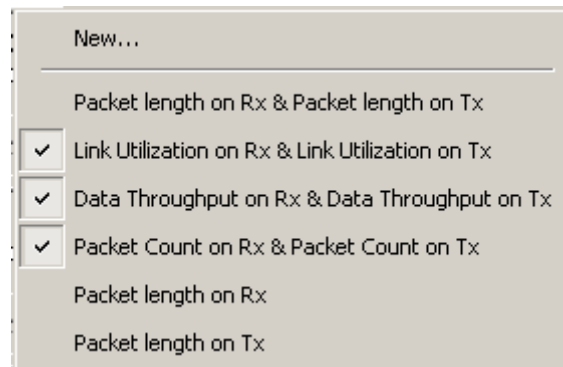 New...
Packet length on Rx & Packet length on Tx
Link Utilization on Rx & Link Utilization on Tx
Data Throughput on Rx & Data Throughput on Tx
Packet Count on Rx & Packet Count on Tx
Packet length on Rx
Packet length on Tx